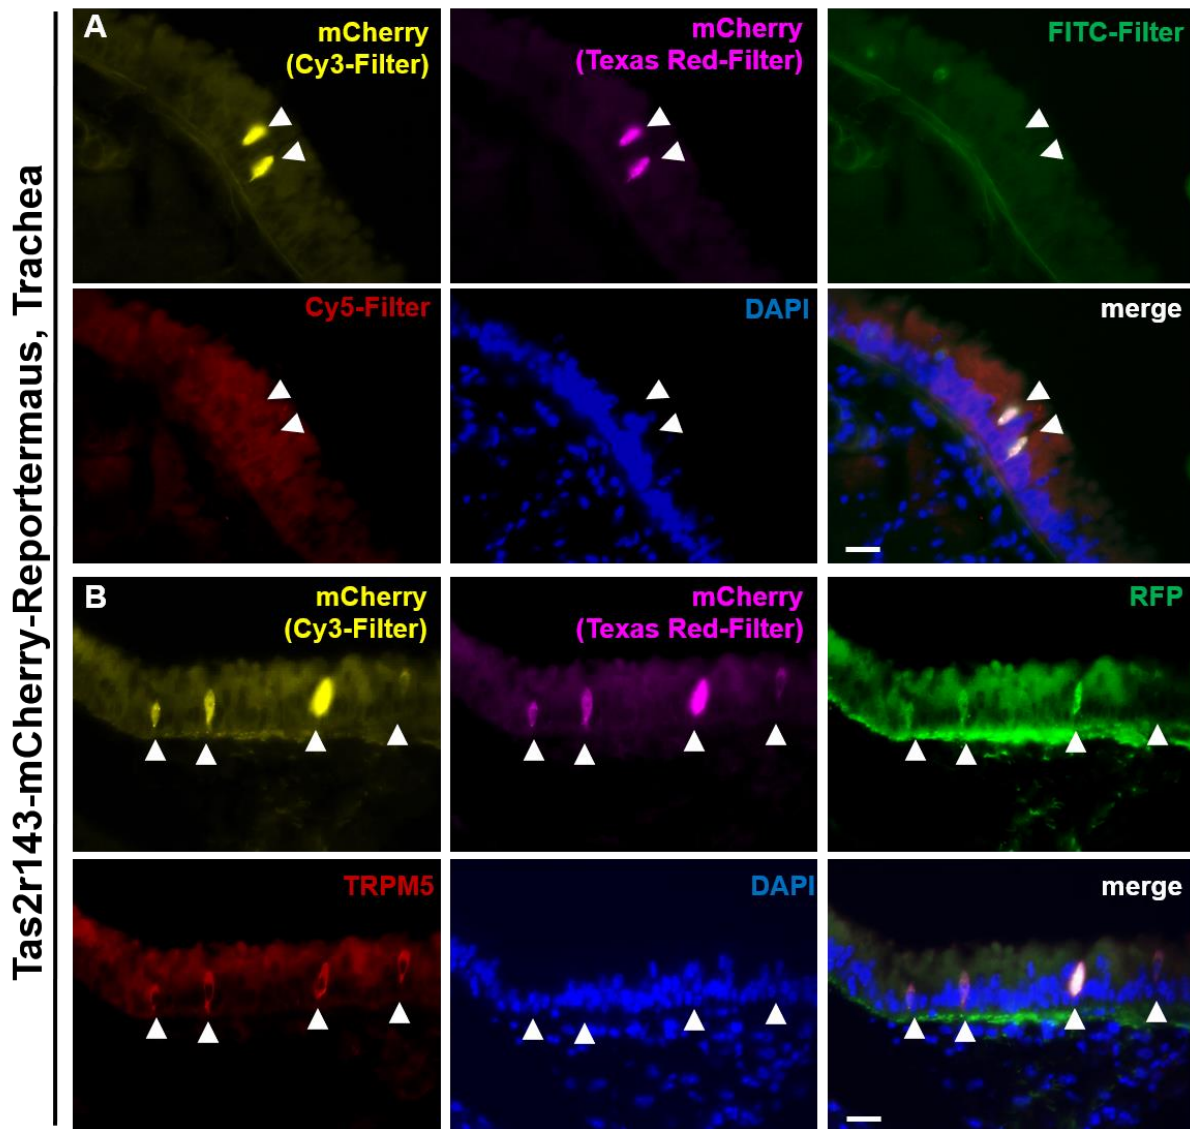 Tas2r143-mCherry-Reportermaus, Trachea
A
mCherry
(Cy3-Filter)
mCherry
(Texas Red-Filter)
FITC-Filter
Cy5-Filter
DAPI
merge
B
mCherry
(Cy3-Filter)
mCherry
(Texas Red-Filter)
RFP
TRPM5
DAPI
merge